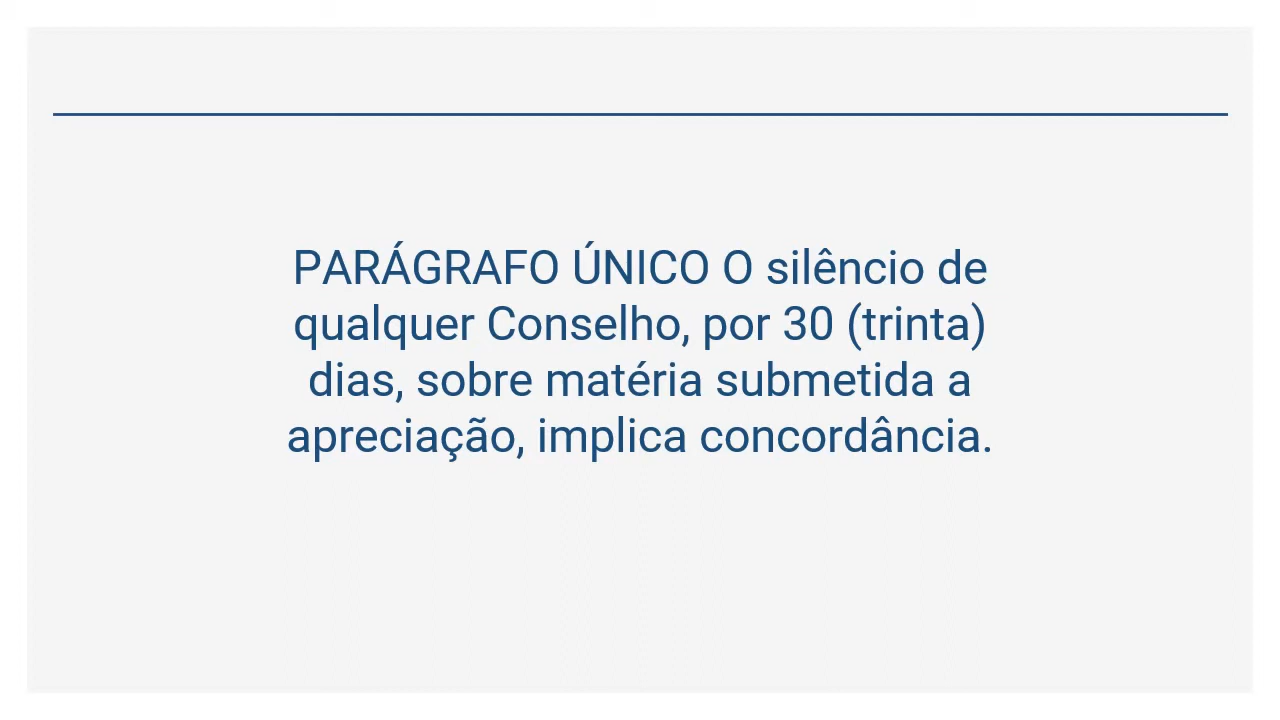 PARÁGRAFO ÚNICO O silêncio de
qualquer Conselho, por 30 (trinta)
dias, sobre matéria submetida a
apreciação, implica concordância.